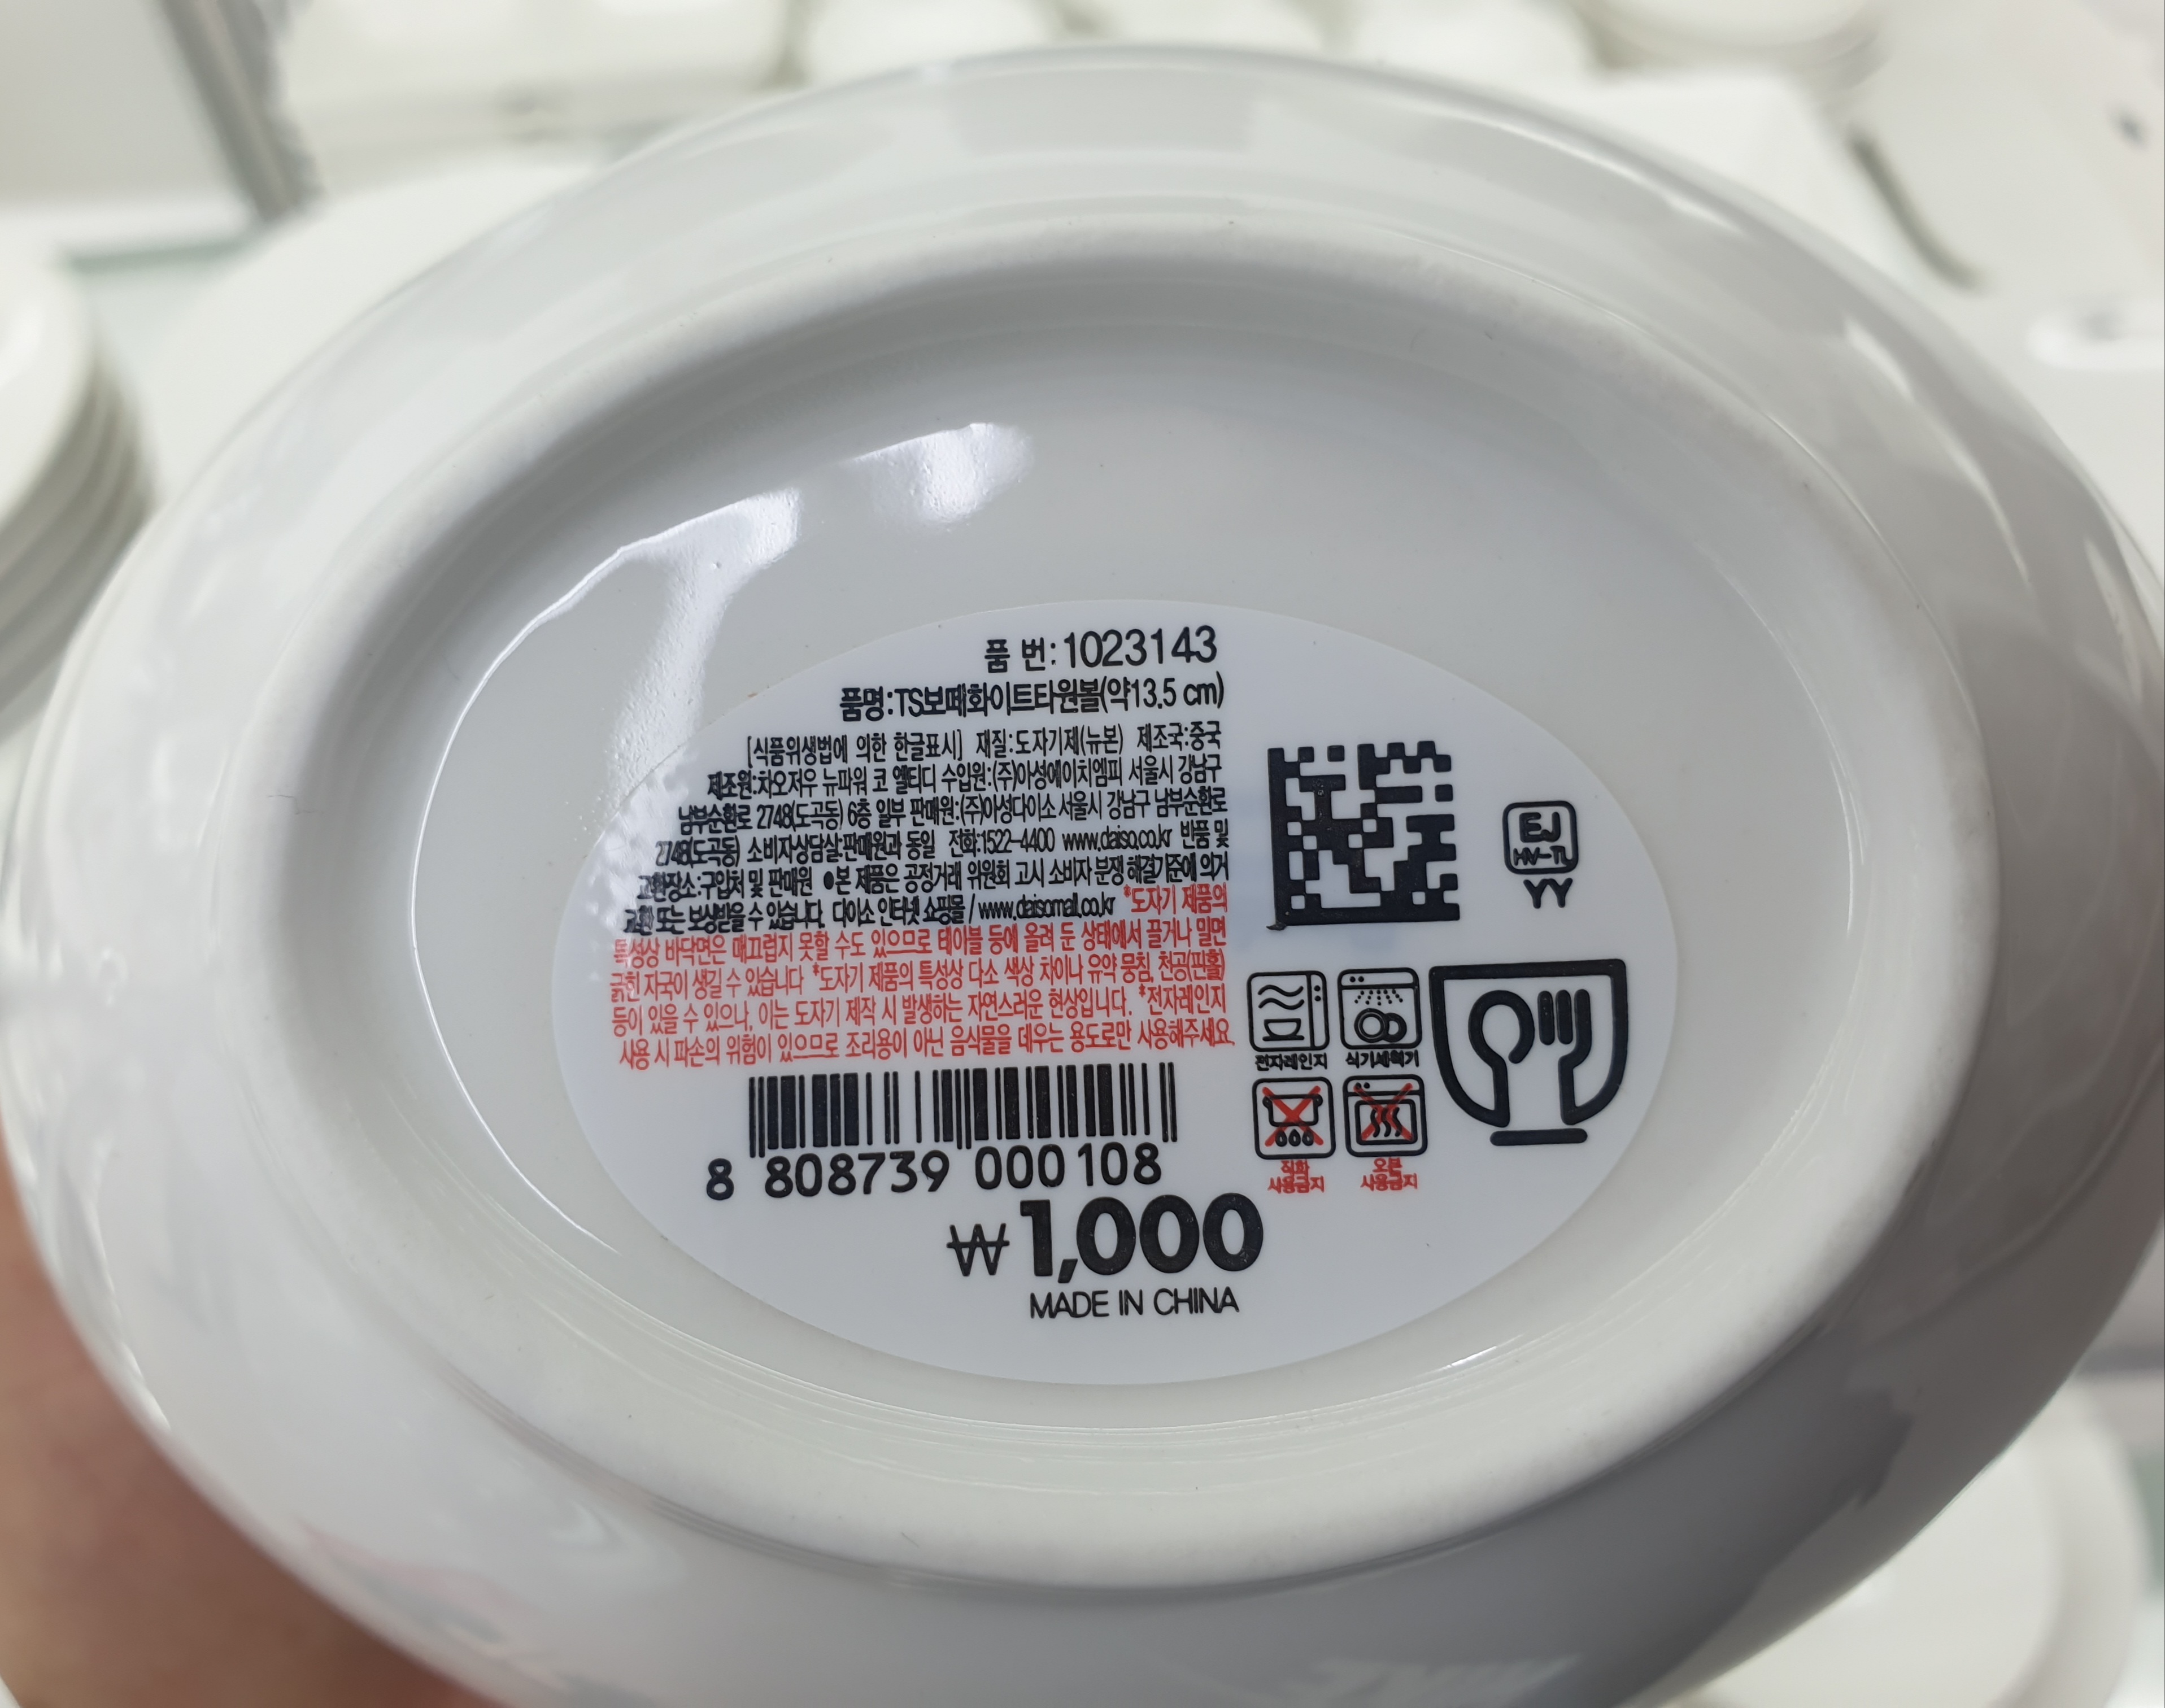 품 번:1023143
품명:TS보떼화이트타원볼(약13.5 cm)
[식품위생법에 의한 한글표시] 재질:도자기제(뉴본) 제조국:중국
제조원:차오저우 뉴파워 코 엘티디 수입원:(주)아성에이치엠피 서울시 강남구
남부순환로 2748(도곡동) 6층 일부 판매원:(주)아성다이소 서울시 강남구 남부순환로
2748(도곡동) 소비자상담실:판매원과 동일 전화:1522-4400 www.daiso.co.kr 반품 및
교환장소:구입처 및 판매원 ●본 제품은 공정거래 위원회 고시 소비자 분쟁 해결기준에 의거
교환 또는 보상받을 수 있습니다. 다이소 인터넷 쇼핑몰 / www.daisomall.co.kr *도자기 제품의
특성상 바닥면은 매끄럽지 못할 수도 있으므로 테이블 등에 올려 둔 상태에서 끌거나 밀면
긁힌 자국이 생길 수 있습니다 *도자기 제품의 특성상 다소 색상 차이나 유약 뭉침, 천공(핀홀)
등이 있을 수 있으나, 이는 도자기 제작 시 발생하는 자연스러운 현상입니다. *전자레인지
사용 시 파손의 위험이 있으므로 조리용이 아닌 음식물을 데우는 용도로만 사용해주세요.
EJ
YY
전자레인지 식기세척기
직화
사용금지
오븐
사용금지
8 808739 000108
₩1,000
MADE IN CHINA